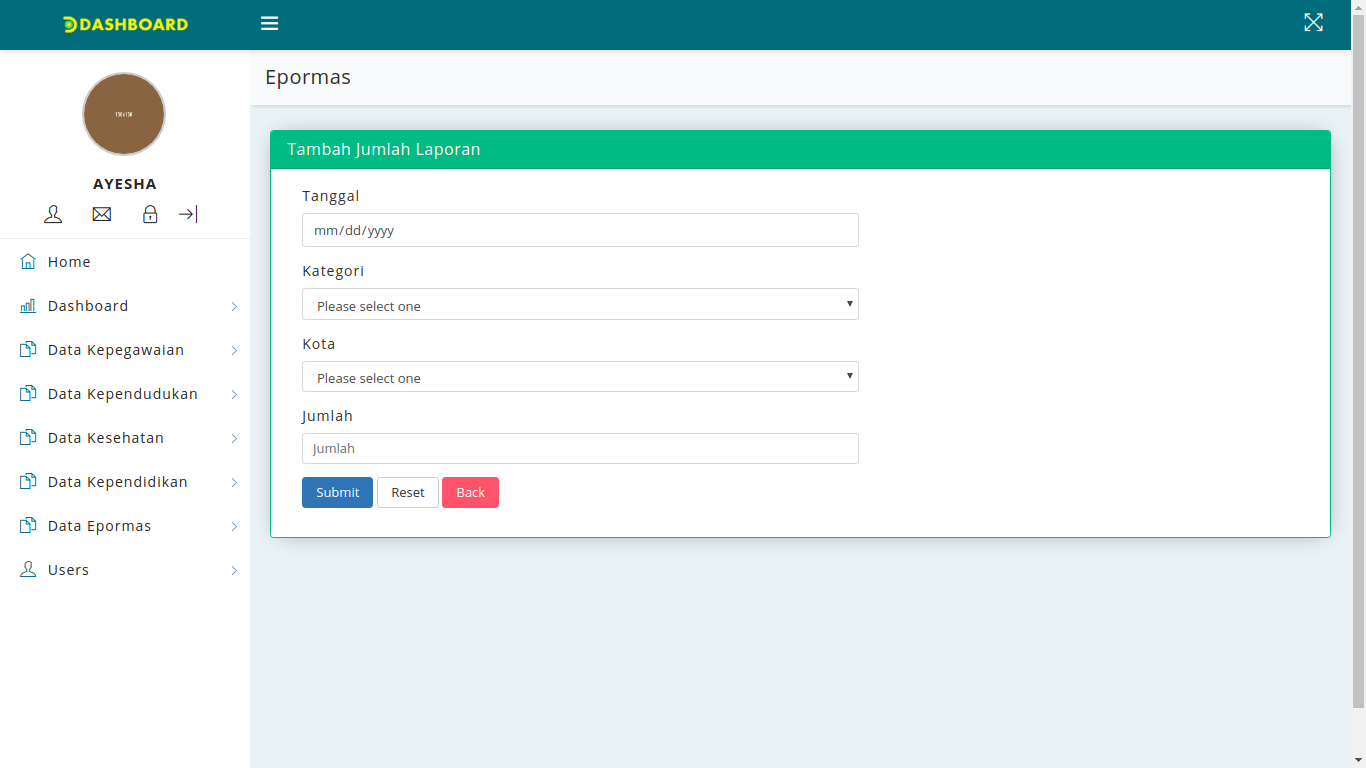 DASHBOARD
AYESHA
Home
Dashboard
Data Kepegawaian
Data Kependudukan
Data Kesehatan
Data Kependidikan
Data Epormas
Users
Epormas
Tambah Jumlah Laporan
Tanggal
mm/dd/yyyy
Kategori
Please select one
Kota
Please select one
Jumlah
Jumlah
Submit Reset Back